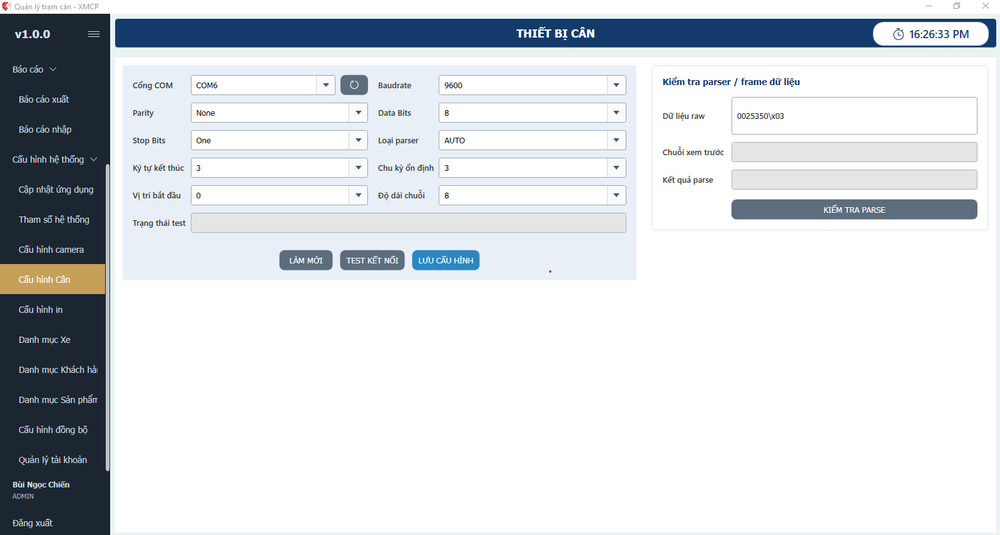 Quản lý trạm cân - XMCP
v1.0.0
Báo cáo
Báo cáo xuất
Báo cáo nhập
Cấu hình hệ thống
Cập nhật ứng dụng
Tham số hệ thống
Cấu hình camera
Cấu hình Cân
Cấu hình in
Danh mục Xe
Danh mục Khách hàn
Danh mục Sản phẩm
Cấu hình đồng bộ
Quản lý tài khoản
Bùi Ngọc Chiến
ADMIN
Đăng xuất
THIẾT BỊ CÂN
16:26:33 PM
Cổng COM COM6 Baudrate 9600
Parity None Data Bits 8
Stop Bits One Loại parser AUTO
Ký tự kết thúc 3 Chu kỳ ổn định 3
Vị trí bắt đầu 0 Độ dài chuỗi 8
Trạng thái test
LÀM MỚI TEST KẾT NỐI LƯU CẤU HÌNH
Kiểm tra parser / frame dữ liệu
Dữ liệu raw 0025350\x03
Chuỗi xem trước
Kết quả parse
KIỂM TRA PARSE